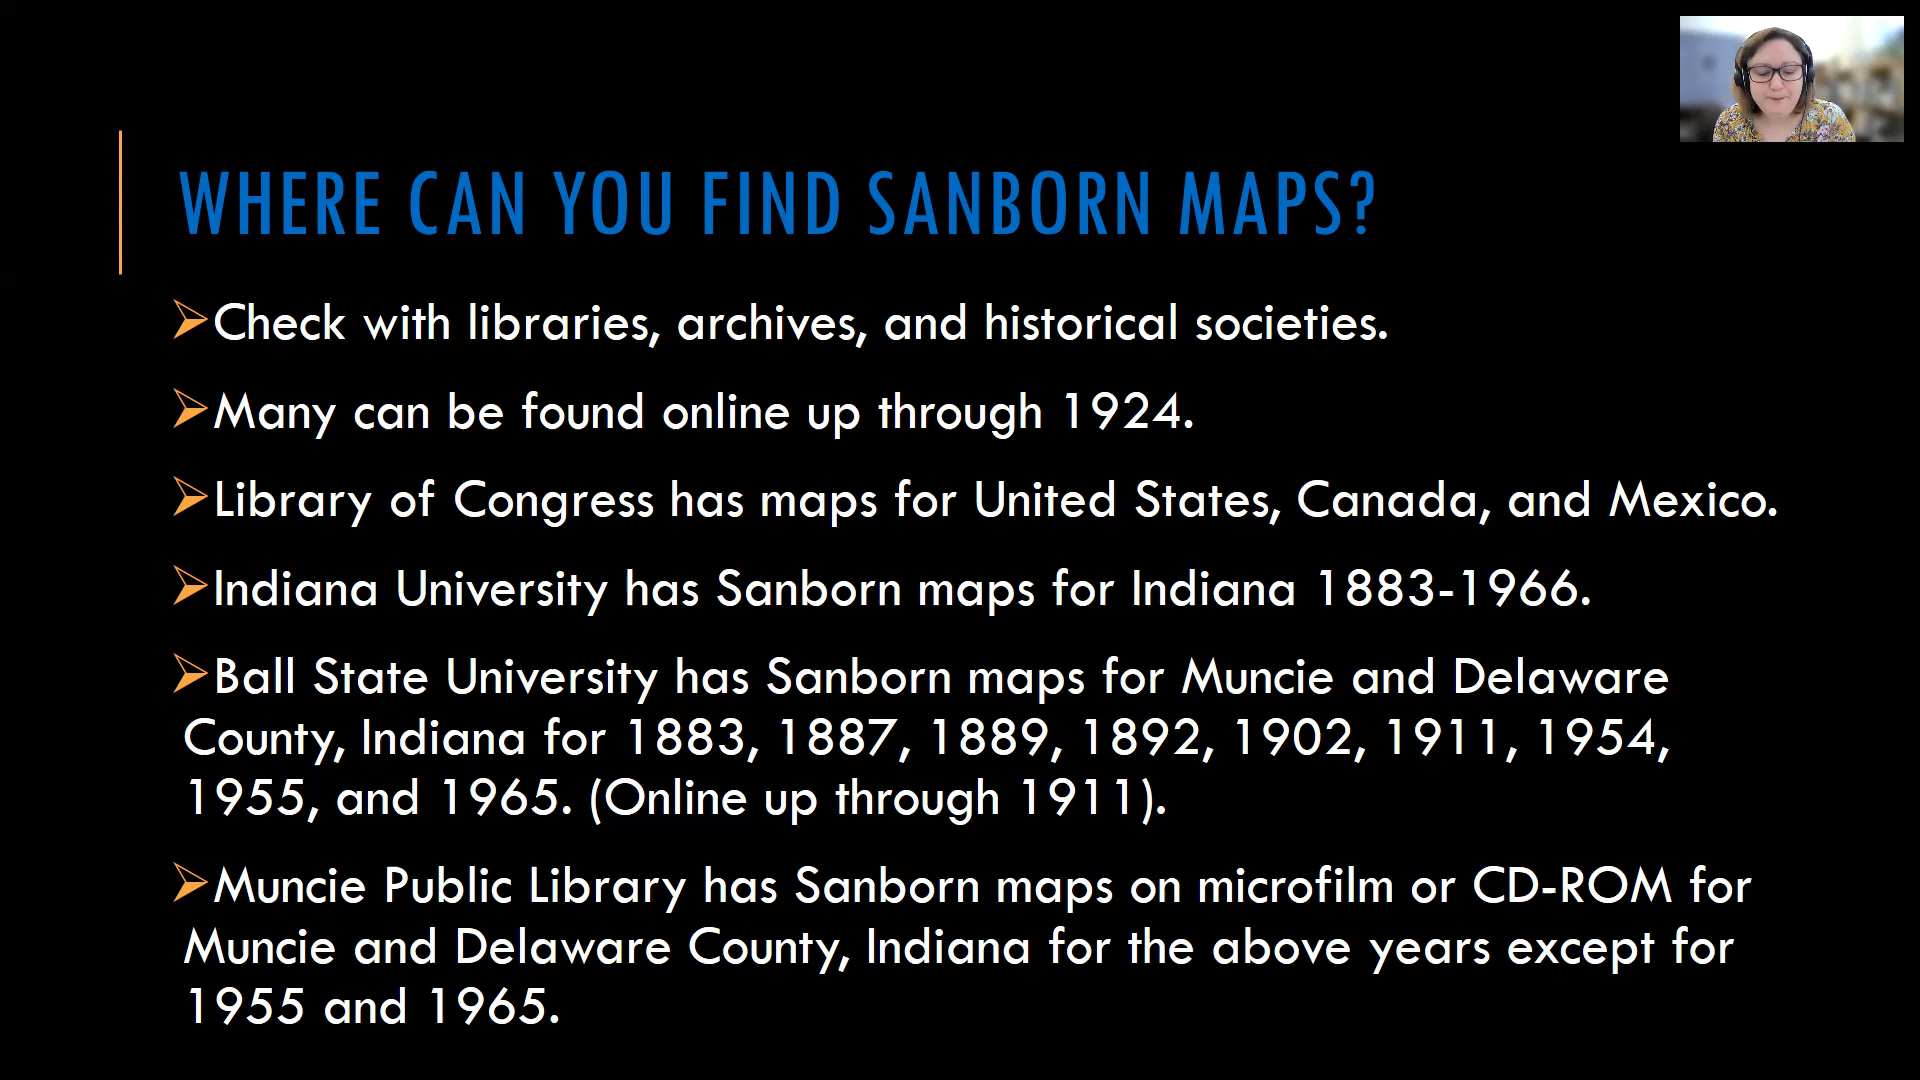 WHERE CAN YOU FIND SANBORN MAPS?
➢Check with libraries, archives, and historical societies.
➢Many can be found online up through 1924.
➢Library of Congress has maps for United States, Canada, and Mexico.
➢Indiana University has Sanborn maps for Indiana 1883-1966.
➢Ball State University has Sanborn maps for Muncie and Delaware
County, Indiana for 1883, 1887, 1889, 1892, 1902, 1911, 1954,
1955, and 1965. (Online up through 1911).
➢Muncie Public Library has Sanborn maps on microfilm or CD-ROM for
Muncie and Delaware County, Indiana for the above years except for
1955 and 1965.